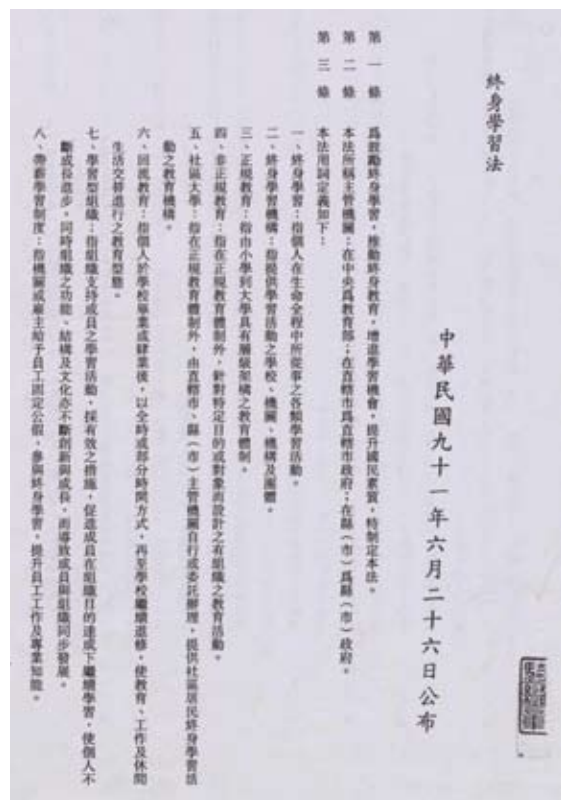 終身學習法
中華民國九十一年六月二十六日公布
第一條 為鼓勵終身學習，推動終身教育，增進學習機會，提升國民素質，特制定本法。
第二條 本法所稱主管機關：在中央為教育部；在直轄市為直轄市政府；在縣（市）為縣（市）政府。
第三條 本法用詞定義如下：
一、終身學習：指個人在生命全程中所從事之各類學習活動。
二、終身學習機構：指提供學習活動之學校、機關、機構及團體。
三、正規教育：指由小學到大學具有層級架構之教育體制。
四、非正規教育：指在正規教育體制外，針對特定目的或對象而設計之有組織之教育活動。
五、社區大學：指在正規教育體制外，由直轄市、縣（市）主管機關自行或委託辦理，提供社區居民終身學習活
動之教育機構。
六、回流教育：指個人於學校畢業或肄業後，以全時或部分時間方式，再至學校繼續進修，使教育、工作及休閒
生活交替進行之教育型態。
七、學習型組織：指組織支持成員之學習活動，採有效之措施，促進成員在組織目的達成下繼續學習，使個人不
斷成長進步，同時組織之功能、結構及文化亦不斷創新與成長，而導致成員與組織同步發展。
八、帶薪學習制度：指機關或雇主給予員工固定公假，參與終身學習，提升員工工作及專業知能。